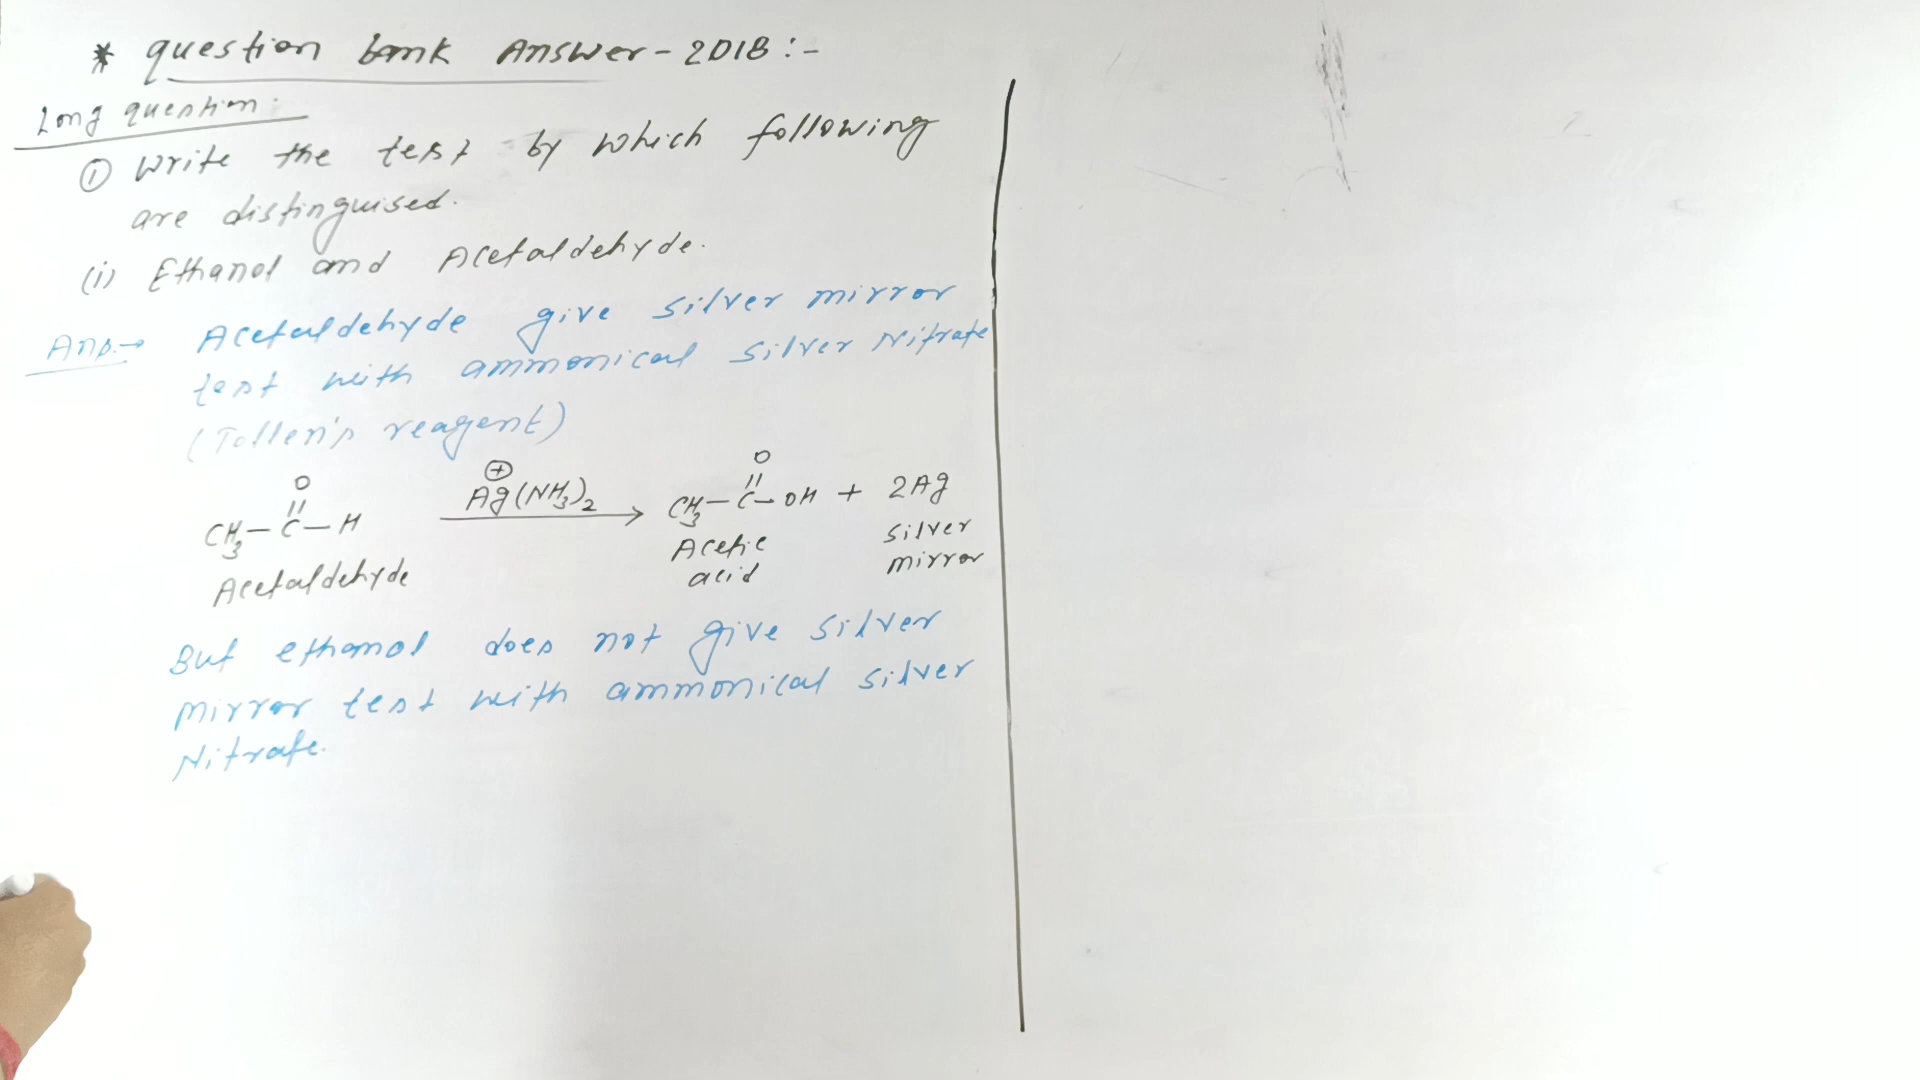 * question bank Answer - 2018 :-
Long question :
① Write the test by which following
are distinguised.
(i) Ethanol and Acetaldehyde.
Ans.→ Acetaldehyde give silver mirror
test with ammonical silver Nitrate
(Tollen's reagent)
CH₃-C(=O)-H —Ag(NH₃)₂⊕→ CH₃-C(=O)-OH + 2Ag
Acetaldehyde Acetic acid silver mirror
But ethanol does not give silver
mirror test with ammonical silver
Nitrate.